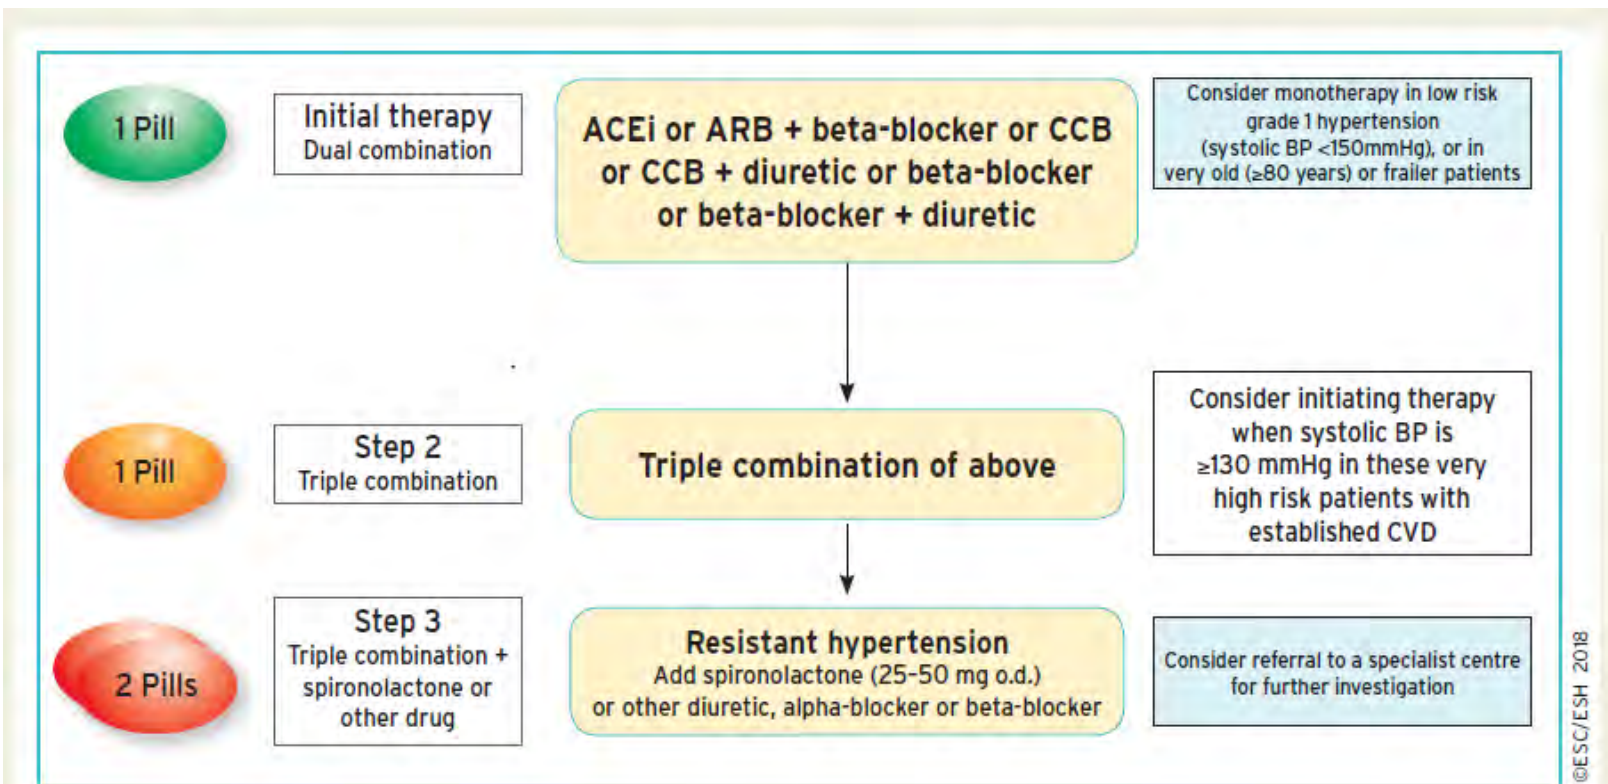 1 Pill
Initial therapy
Dual combination
ACEi or ARB + beta-blocker or CCB
or CCB + diuretic or beta-blocker
or beta-blocker + diuretic
Consider monotherapy in low risk
grade 1 hypertension
(systolic BP <150mmHg), or in
very old (≥80 years) or frailer patients
1 Pill
Step 2
Triple combination
Triple combination of above
Consider initiating therapy
when systolic BP is
≥130 mmHg in these very
high risk patients with
established CVD
2 Pills
Step 3
Triple combination +
spironolactone or
other drug
Resistant hypertension
Add spironolactone (25-50 mg o.d.)
or other diuretic, alpha-blocker or beta-blocker
Consider referral to a specialist centre
for further investigation
©ESC/ESH 2018